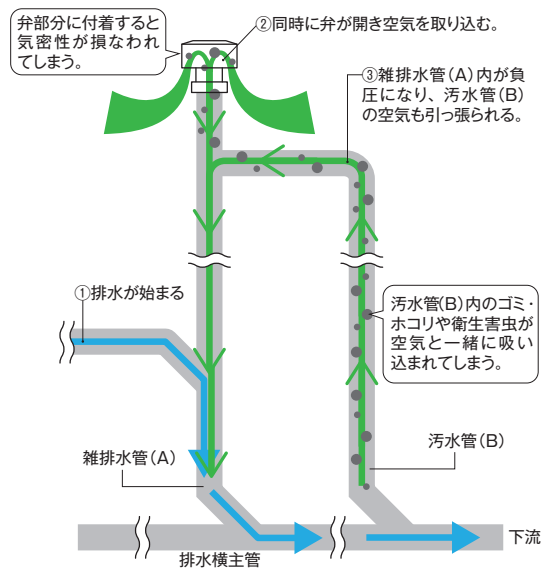 弁部分に付着すると
気密性が損なわれ
てしまう。
②同時に弁が開き空気を取り込む。
③雑排水管(A)内が負
圧になり、汚水管(B)
の空気も引っ張られる。
①排水が始まる
汚水管(B)内のゴミ・
ホコリや衛生害虫が
空気と一緒に吸い
込まれてしまう。
雑排水管(A)
汚水管(B)
下流
排水横主管